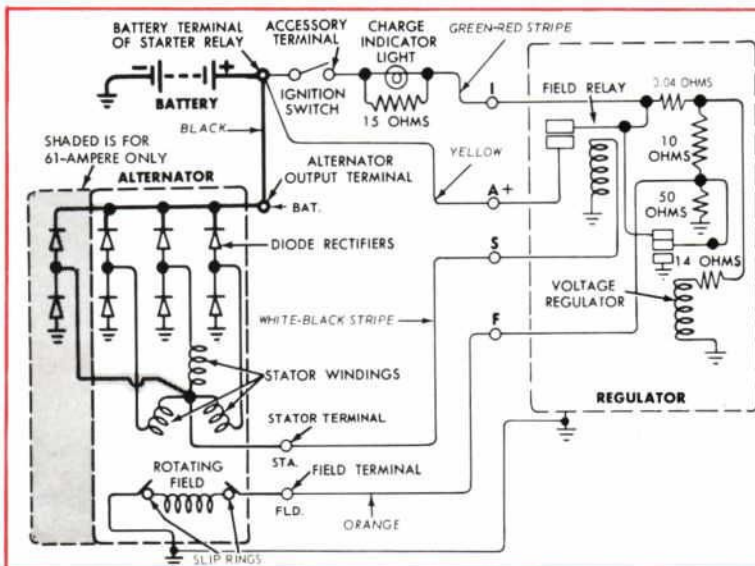 BATTERY TERMINAL
OF STARTER RELAY
ACCESSORY
TERMINAL
CHARGE
INDICATOR
LIGHT
GREEN-RED STRIPE
- +
BATTERY
IGNITION
SWITCH
15 OHMS
I
FIELD RELAY
0.04 OHMS
10
OHMS
BLACK
SHADED IS FOR
61-AMPERE ONLY
ALTERNATOR
ALTERNATOR
OUTPUT TERMINAL
YELLOW
A+
BAT.
50
OHMS
S
14 OHMS
DIODE RECTIFIERS
VOLTAGE
REGULATOR
WHITE-BLACK STRIPE
F
STATOR WINDINGS
REGULATOR
STATOR TERMINAL
STA.
ROTATING
FIELD
FIELD TERMINAL
FLD.
ORANGE
SLIP RINGS